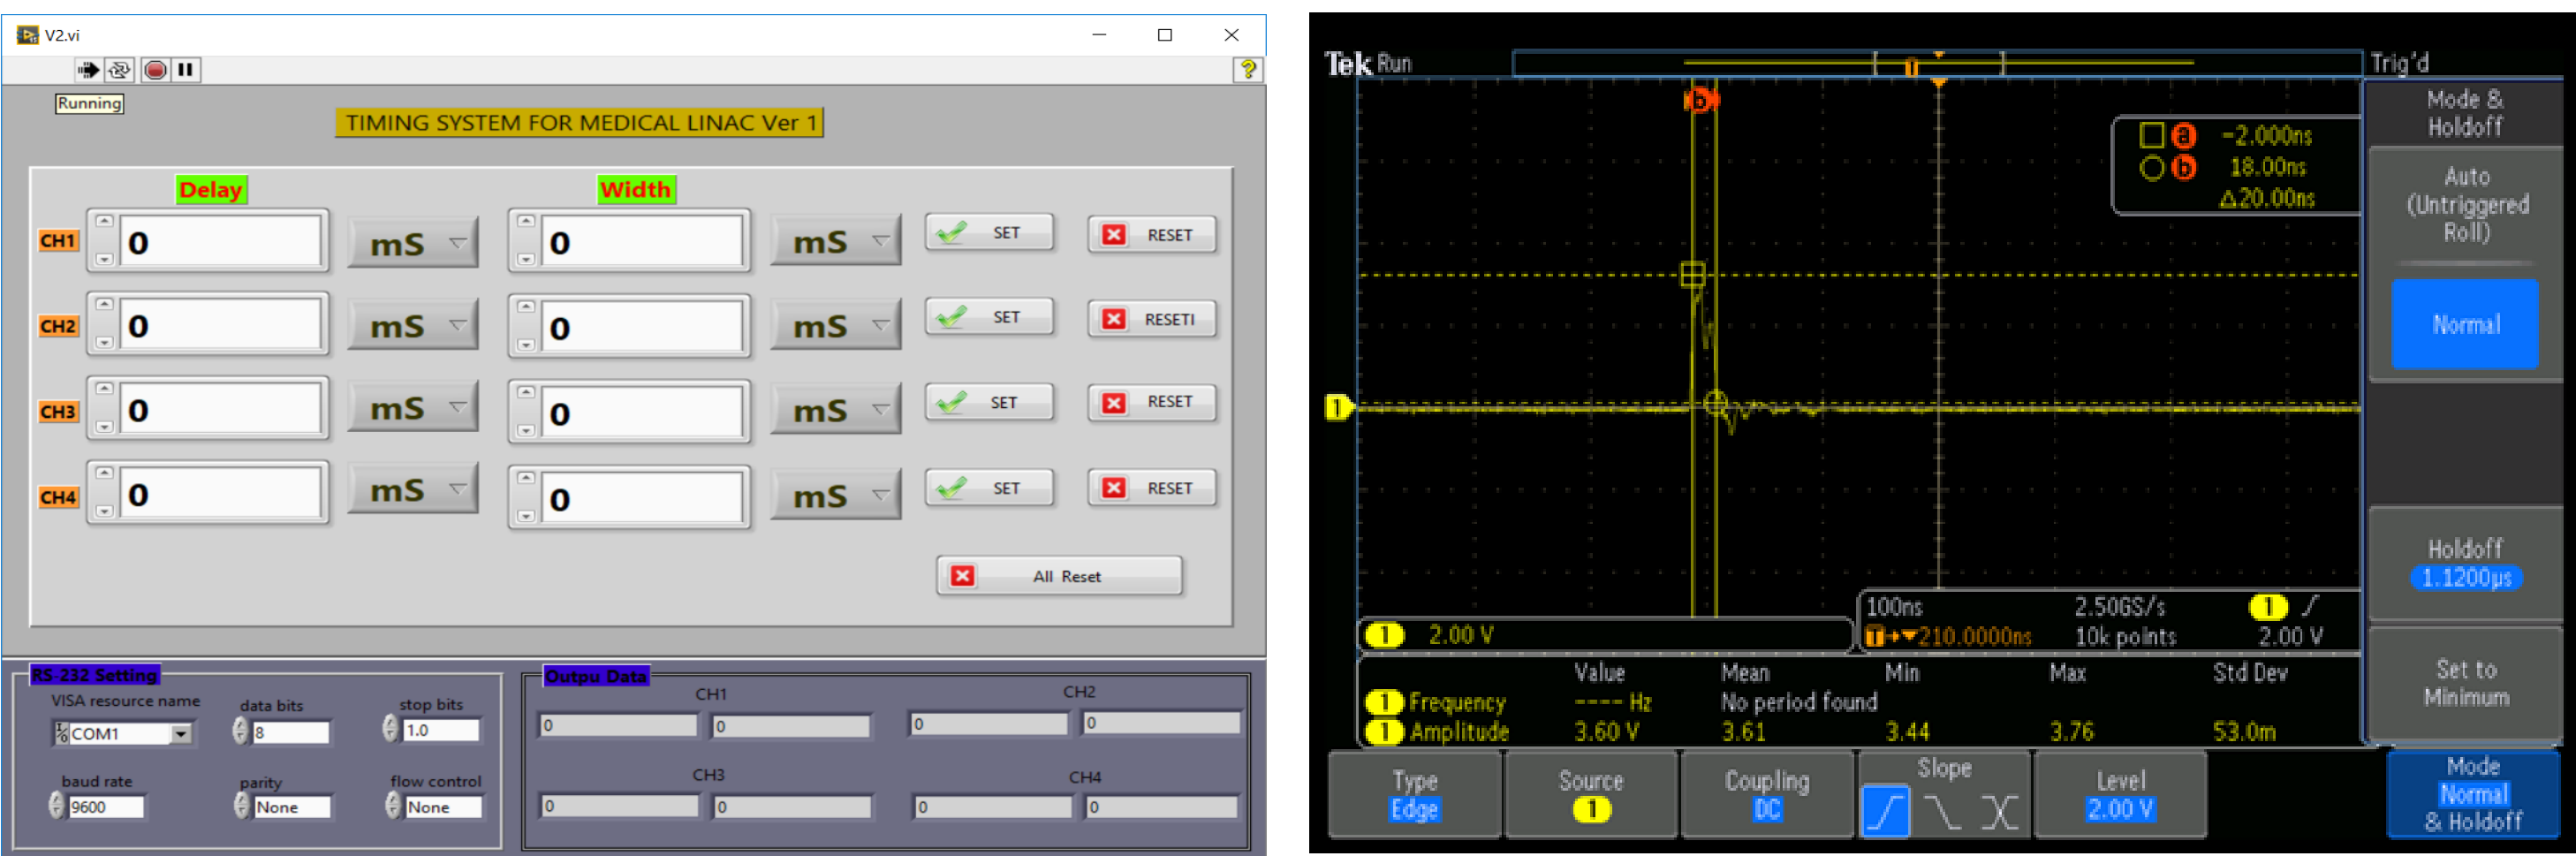 V2.vi
Running
TIMING SYSTEM FOR MEDICAL LINAC Ver 1
Delay Width
CH1 0 mS 0 mS SET RESET
CH2 0 mS 0 mS SET RESETI
CH3 0 mS 0 mS SET RESET
CH4 0 mS 0 mS SET RESET
All Reset
RS-232 Setting
VISA resource name data bits stop bits
COM1 8 1.0
baud rate parity flow control
9600 None None
Outpu Data
CH1 CH2
0 0 0 0
CH3 CH4
0 0 0 0
Tek Run Trig'd
b
a -2.000ns
b 18.00ns
Δ20.00ns
1
1 2.00 V
100ns 2.50GS/s 1
T→▼210.0000ns 10k points 2.00 V
Value Mean Min Max Std Dev
1 Frequency ---- Hz No period found
1 Amplitude 3.60 V 3.61 3.44 3.76 53.0m
Type
Edge
Source
1
Coupling
DC
Slope
Level
2.00 V
Mode &
Holdoff
Auto
(Untriggered
Roll)
Normal
Holdoff
1.1200µs
Set to
Minimum
Mode
Normal
& Holdoff